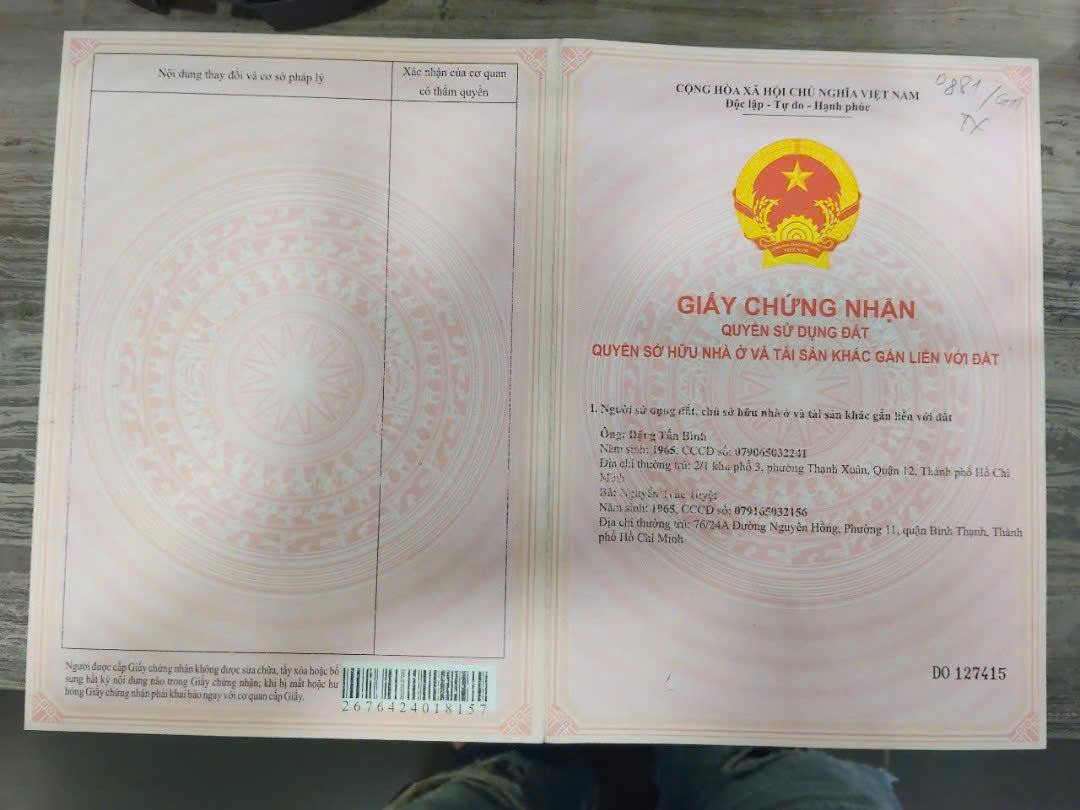 Nội dung thay đổi và cơ sở pháp lý
Xác nhận của cơ quan
có thẩm quyền
Người được cấp Giấy chứng nhận không được sửa chữa, tẩy xóa hoặc bổ
sung bất kỳ nội dung nào trong Giấy chứng nhận; khi bị mất hoặc hư
hỏng Giấy chứng nhận phải khai báo ngay với cơ quan cấp Giấy.
2676424018157
CỘNG HÒA XÃ HỘI CHỦ NGHĨA VIỆT NAM
Độc lập - Tự do - Hạnh phúc
0881/
TX
GIẤY CHỨNG NHẬN
QUYỀN SỬ DỤNG ĐẤT
QUYỀN SỞ HỮU NHÀ Ở VÀ TÀI SẢN KHÁC GẮN LIỀN VỚI ĐẤT
I. Người sử dụng đất, chủ sở hữu nhà ở và tài sản khác gắn liền với đất
Ông: Đặng Tấn Bình
Năm sinh: 1965, CCCD số: 079065032241
Địa chỉ thường trú: 2/1 khu phố 3, phường Thạnh Xuân, Quận 12, Thành phố Hồ Chí
Minh
Bà: Nguyễn Trúc Tuyệt
Năm sinh: 1965, CCCD số: 079165032156
Địa chỉ thường trú: 76/24A Đường Nguyên Hồng, Phường 11, quận Bình Thạnh, Thành
phố Hồ Chí Minh
DO 127415